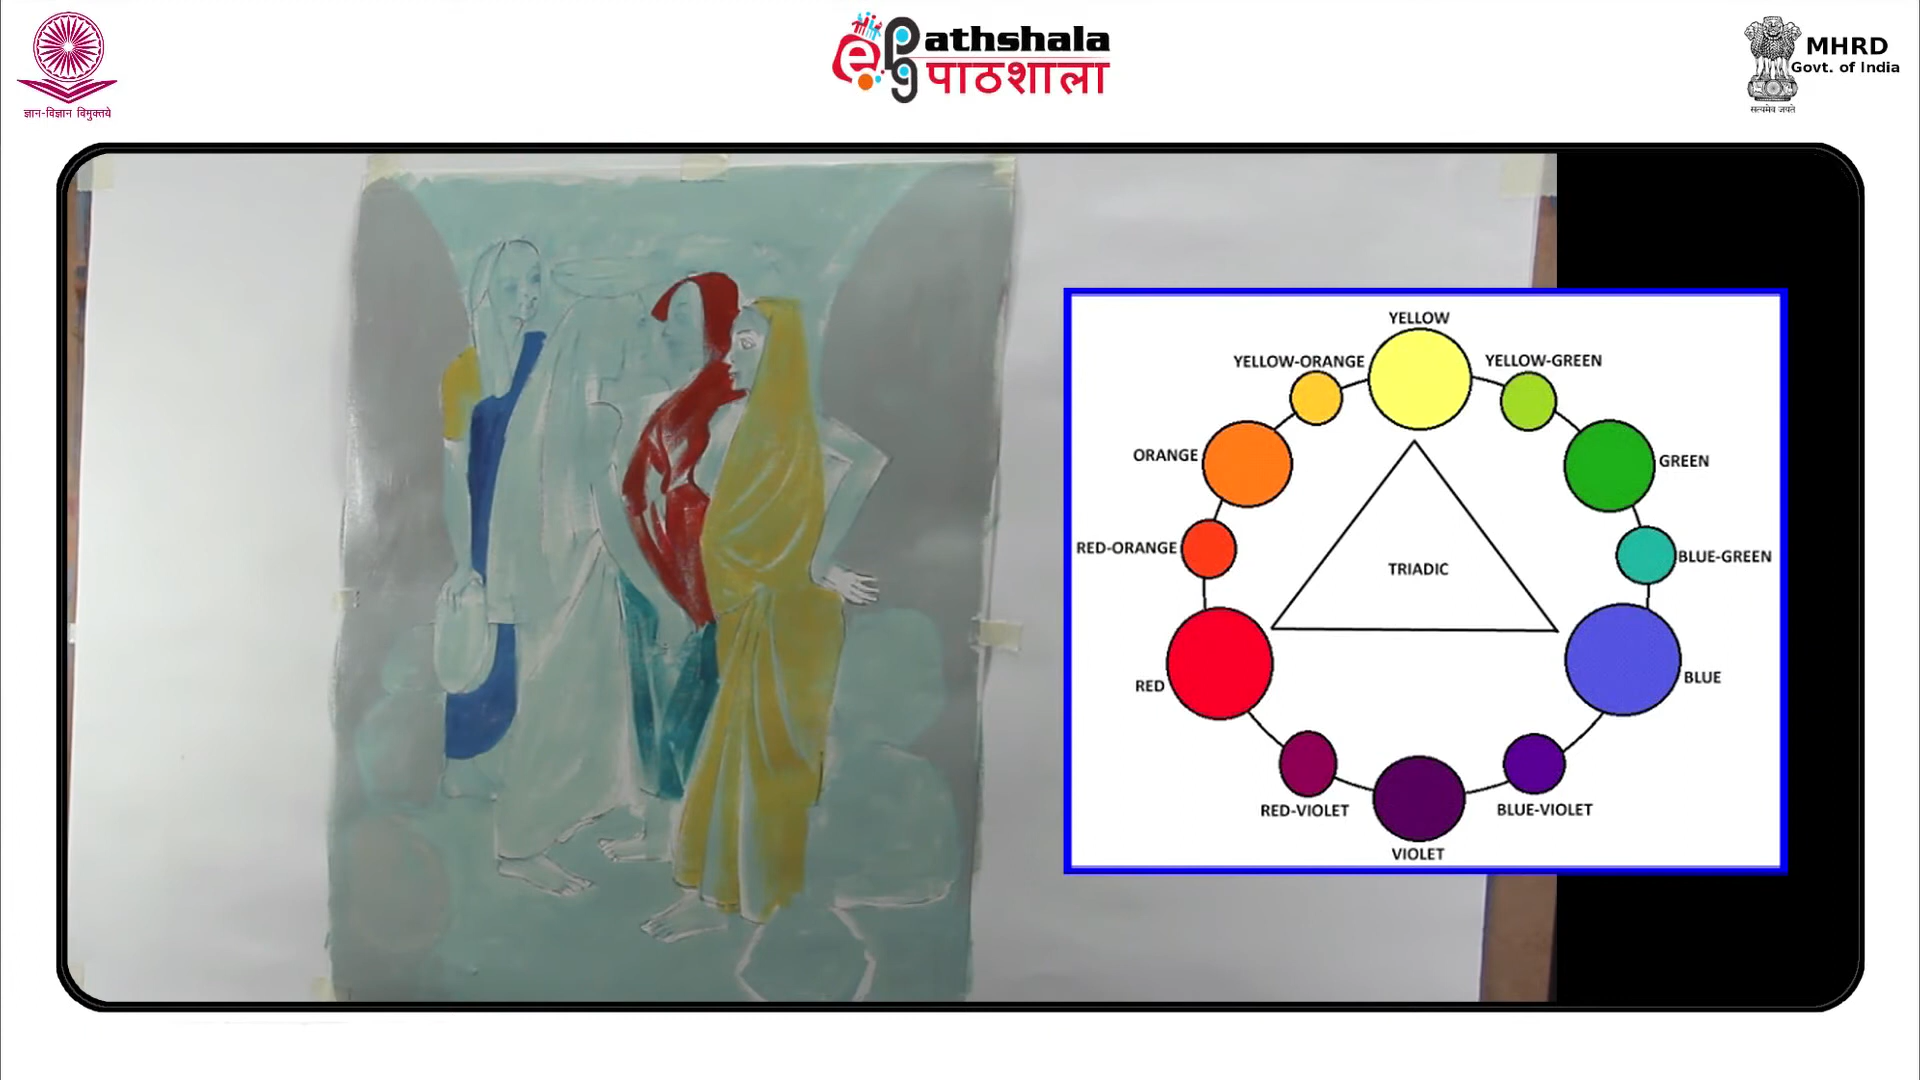 ज्ञान-विज्ञान विमुक्तये
ePg Pathshala
पाठशाला
MHRD
Govt. of India
सत्यमेव जयते
YELLOW
YELLOW-ORANGE
YELLOW-GREEN
ORANGE
GREEN
RED-ORANGE
BLUE-GREEN
TRIADIC
RED
BLUE
RED-VIOLET
BLUE-VIOLET
VIOLET